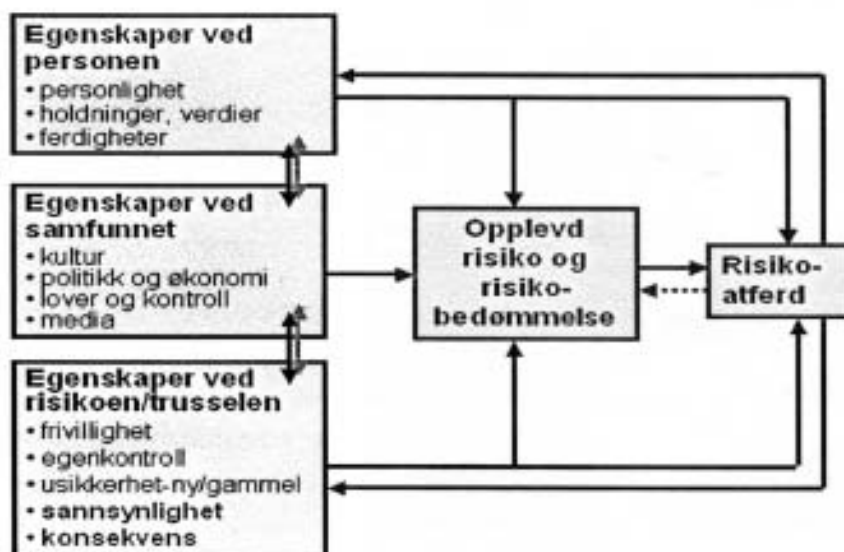 Egenskaper ved
personen
• personlighet
• holdninger, verdier
• ferdigheter
Egenskaper ved
samfunnet
• kultur
• politikk og økonomi
• lover og kontroll
• media
Egenskaper ved
risikoen/trusselen
• frivillighet
• egenkontroll
• usikkerhet-ny/gammel
• sannsynlighet
• konsekvens
Opplevd
risiko og
risiko-
bedømmelse
Risiko-
atferd